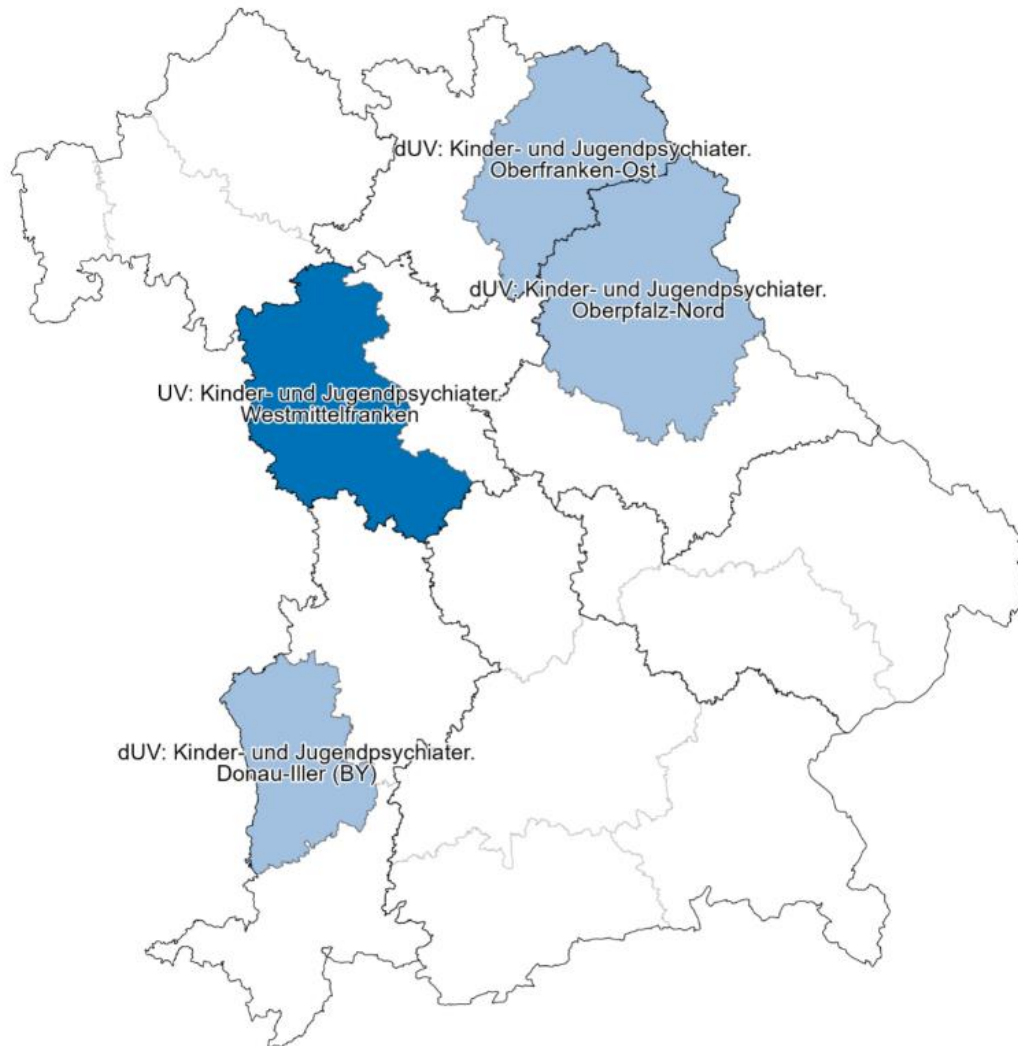 dUV: Kinder- und Jugendpsychiater.
Oberfranken-Ost
dUV: Kinder- und Jugendpsychiater.
Oberpfalz-Nord
UV: Kinder- und Jugendpsychiater.
Westmittelfranken
dUV: Kinder- und Jugendpsychiater.
Donau-Iller (BY)